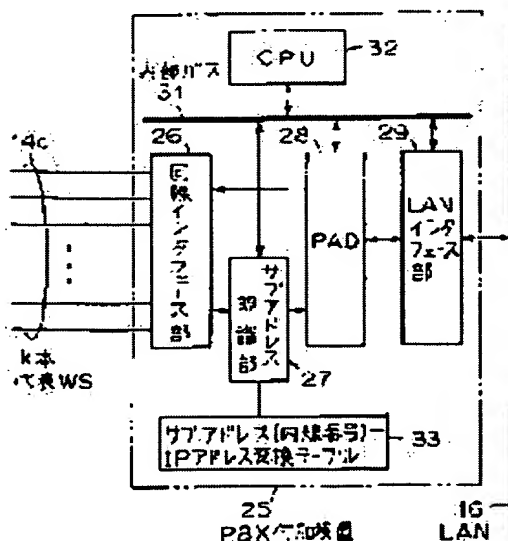 CPU
32
内部バス
31
26
28
29
4c
回線インタフェース部
PAD
LAN
インタ
フェース部
サブアドレス
認識部
27
k本
代表WS
サブアドレス(内線番号)−
IPアドレス変換テーブル
33
25
PBX付加装置
16
LAN